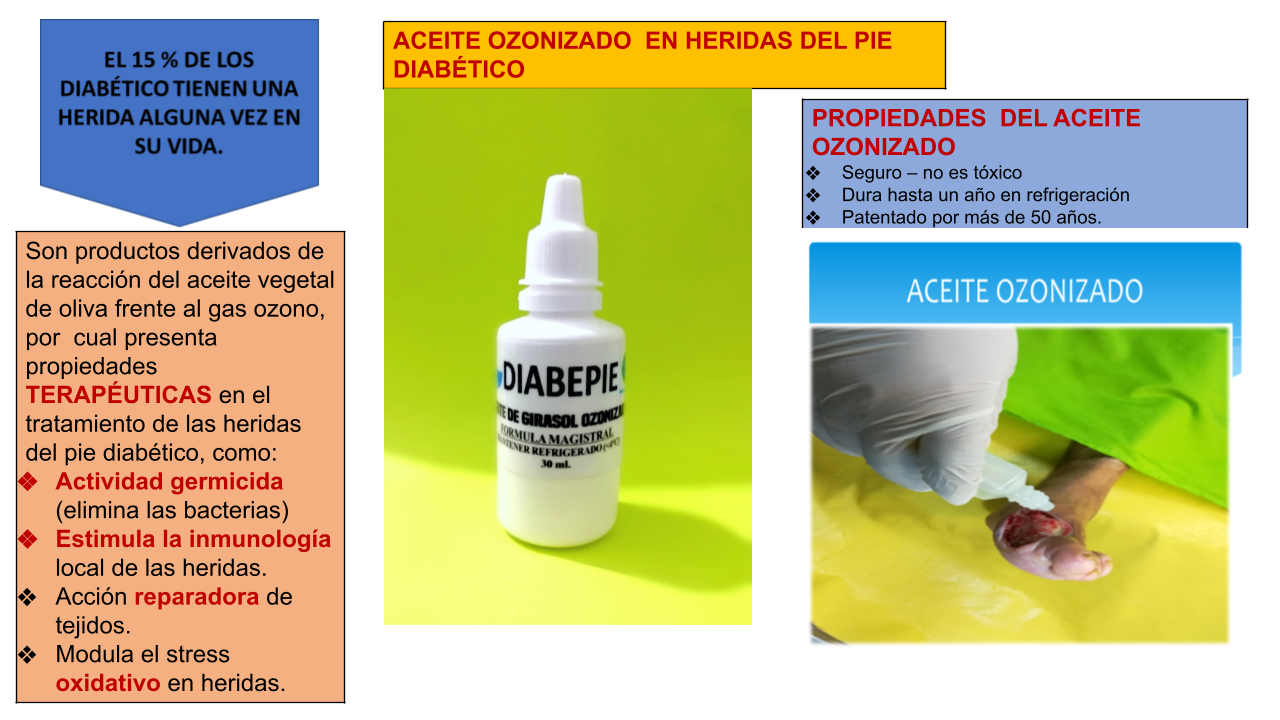 EL 15 % DE LOS
DIABÉTICO TIENEN UNA
HERIDA ALGUNA VEZ EN
SU VIDA.
ACEITE OZONIZADO EN HERIDAS DEL PIE
DIABÉTICO
PROPIEDADES DEL ACEITE
OZONIZADO
❖ Seguro – no es tóxico
❖ Dura hasta un año en refrigeración
❖ Patentado por más de 50 años.
Son productos derivados de
la reacción del aceite vegetal
de oliva frente al gas ozono,
por cual presenta
propiedades
TERAPÉUTICAS en el
tratamiento de las heridas
del pie diabético, como:
❖ Actividad germicida
(elimina las bacterias)
❖ Estimula la inmunología
local de las heridas.
❖ Acción reparadora de
tejidos.
❖ Modula el stress
oxidativo en heridas.
DIABEPIE
DE GIRASOL
FORMULA MAGISTRAL
REFRIGERADO (<4°C)
30 ml.
ACEITE OZONIZADO